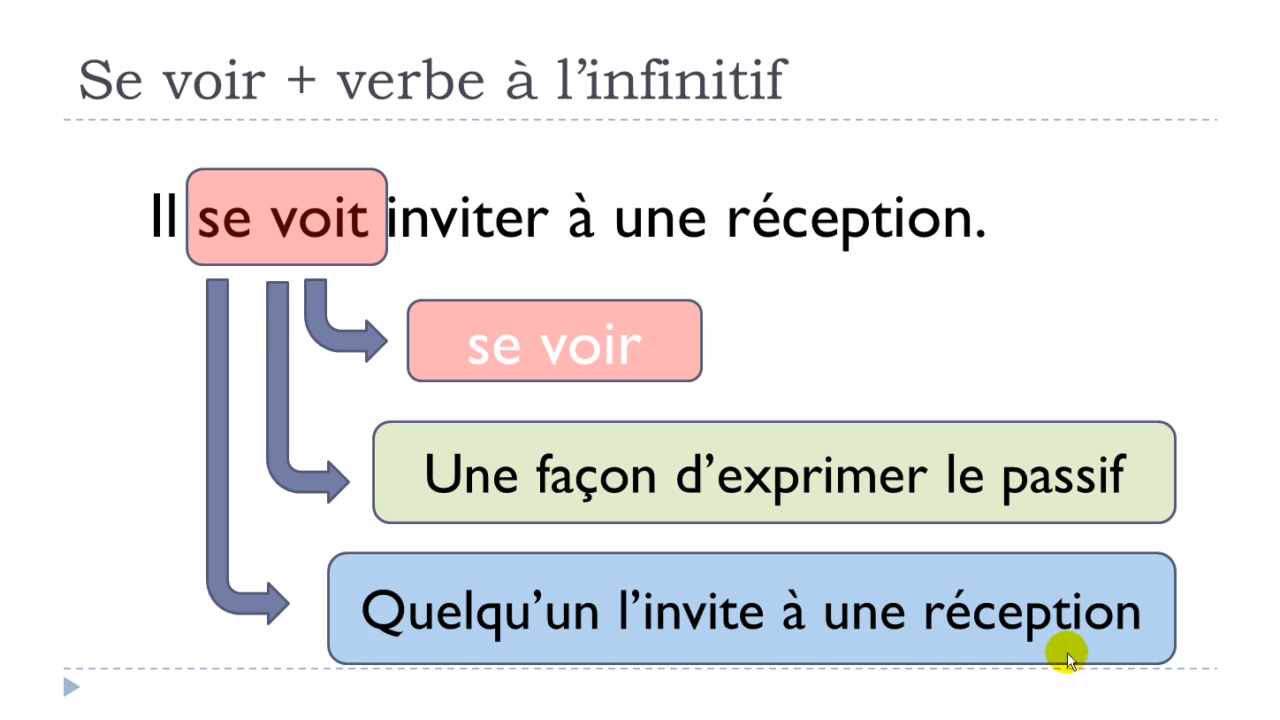 Se voir + verbe à l’infinitif
Il se voit inviter à une réception.
se voir
Une façon d’exprimer le passif
Quelqu’un l’invite à une réception